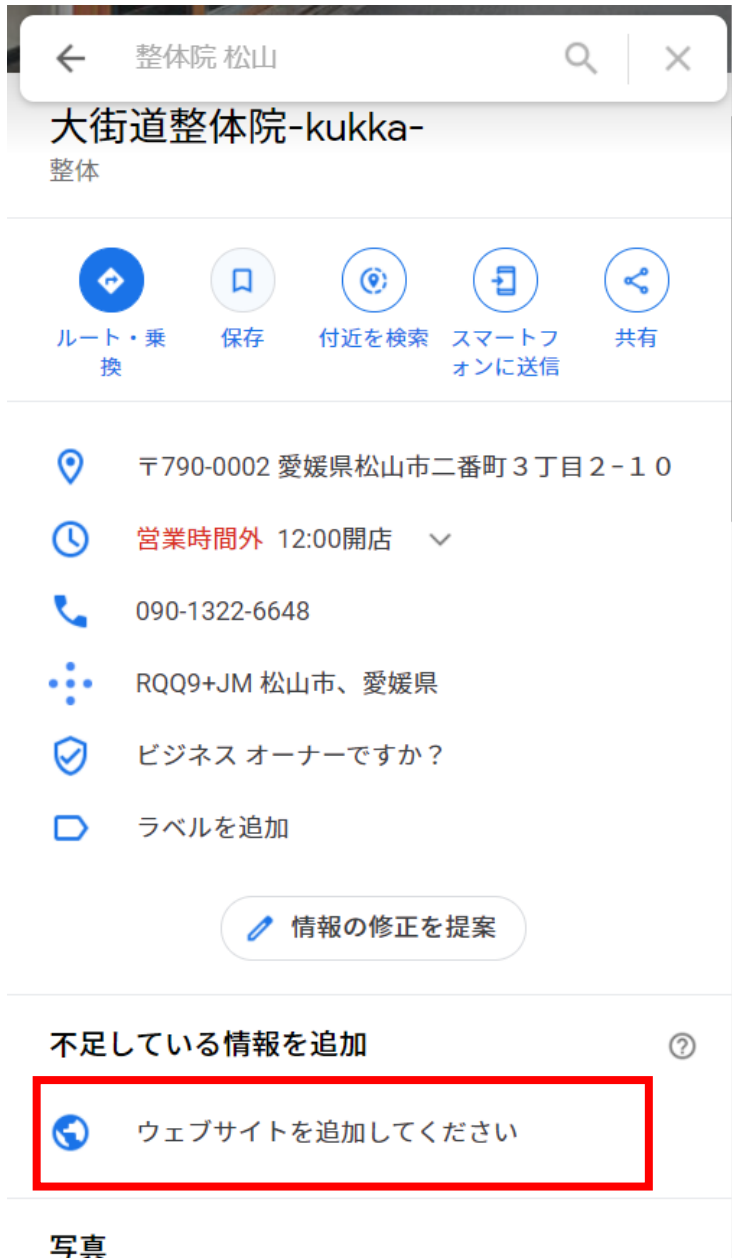 整体院 松山
大街道整体院-kukka-
整体
ルート・乗
換
保存
付近を検索
スマートフ
ォンに送信
共有
〒790-0002 愛媛県松山市二番町３丁目２−１０
営業時間外 12:00開店
090-1322-6648
RQQ9+JM 松山市、愛媛県
ビジネス オーナーですか？
ラベルを追加
情報の修正を提案
不足している情報を追加
ウェブサイトを追加してください
写真